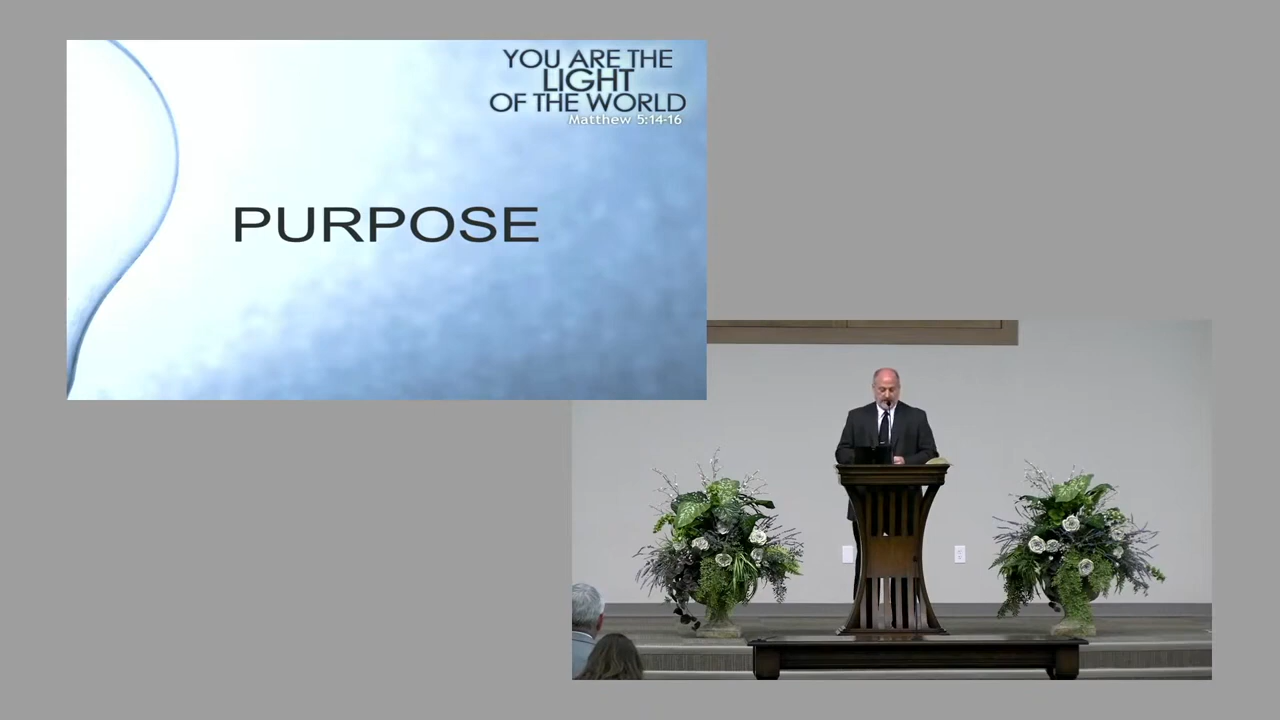 YOU ARE THE
LIGHT
OF THE WORLD
Matthew 5:14-16
PURPOSE